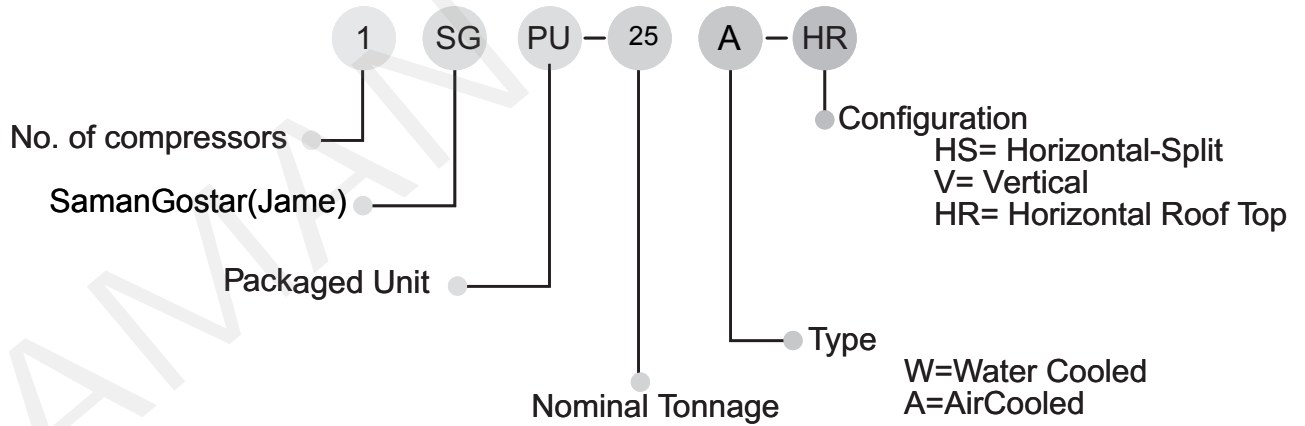 1 SG PU – 25 A – HR
Configuration
No. of compressors
HS= Horizontal-Split
V= Vertical
SamanGostar(Jame)
HR= Horizontal Roof Top
Packaged Unit
Type
W=Water Cooled
Nominal Tonnage
A=AirCooled